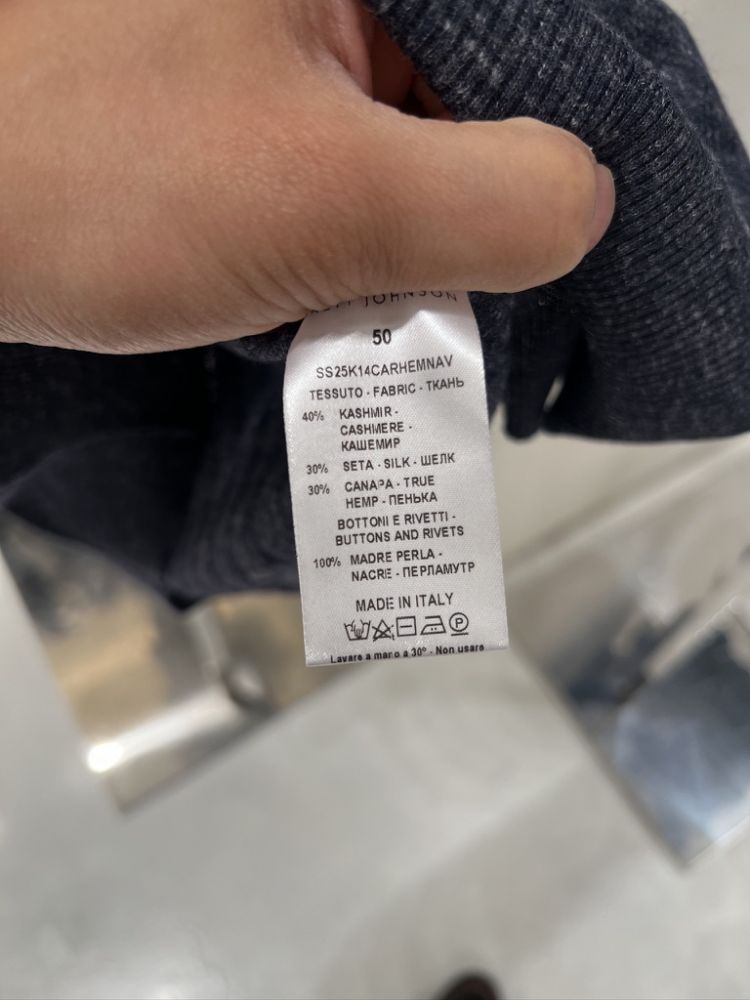 JOHNSON
50
SS25K14CARHEMNAV
TESSUTO - FABRIC - ТКАНЬ
40% KASHMIR -
CASHMERE -
КАШЕМИР
30% SETA - SILK - ШЕЛК
30% CANAPA - TRUE
HEMP - ПЕНЬКА
BOTTONI E RIVETTI -
BUTTONS AND RIVETS
100% MADRE PERLA -
NACRE - ПЕРЛАМУТР
MADE IN ITALY
P
Lavare a mano a 30° - Non usare